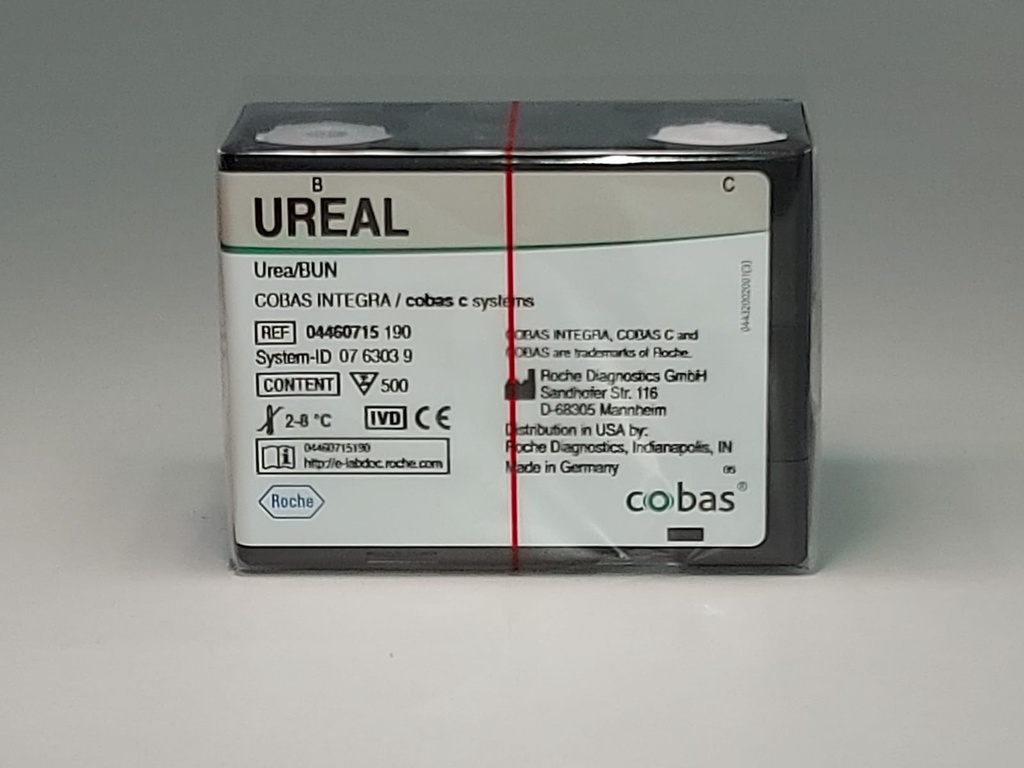 B
C
UREAL
Urea/BUN
COBAS INTEGRA / cobas c systems
REF 04460715 190
System-ID 07 6303 9
CONTENT 500
2-8 °C IVD CE
04460715190
http://e-labdoc.roche.com
Roche
COBAS INTEGRA, COBAS C and
COBAS are trademarks of Roche.
Roche Diagnostics GmbH
Sandhofer Str. 116
D-68305 Mannheim
Distribution in USA by:
Roche Diagnostics, Indianapolis, IN
Made in Germany
cobas®